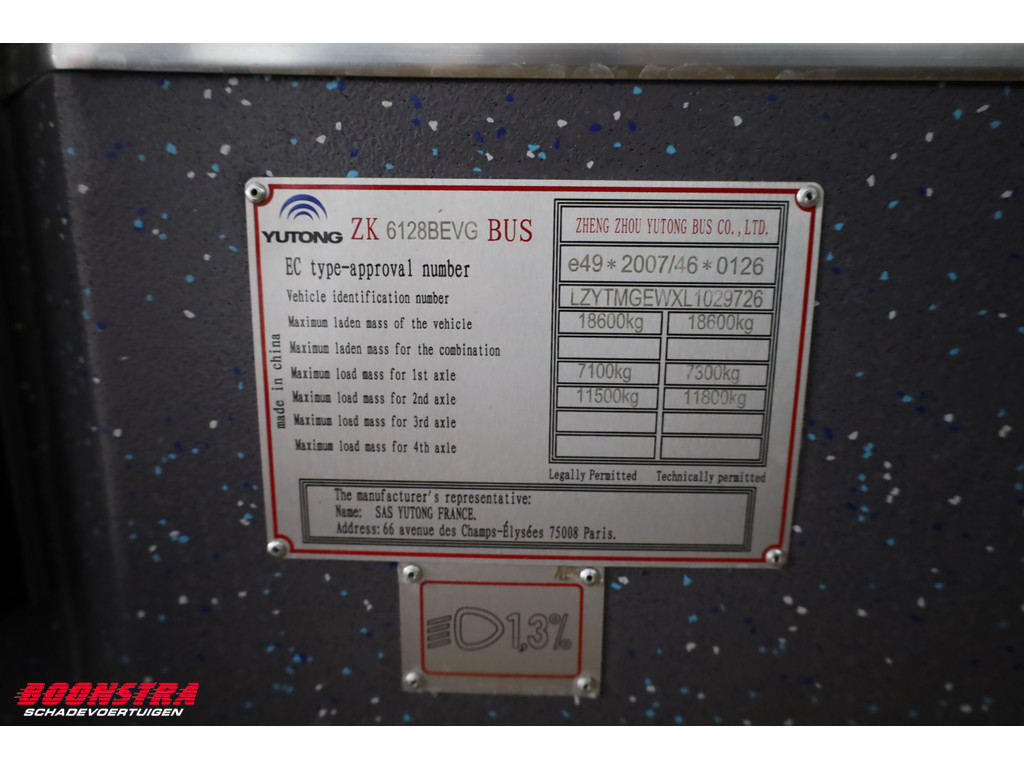 YUTONG ZK 6128BEVG BUS
ZHENG ZHOU YUTONG BUS CO., LTD.
EC type-approval number e49*2007/46*0126
Vehicle identification number LZYTMGEWXL1029726
Maximum laden mass of the vehicle 18600kg 18600kg
Maximum laden mass for the combination
Maximum load mass for 1st axle 7100kg 7300kg
Maximum load mass for 2nd axle 11500kg 11800kg
Maximum load mass for 3rd axle
Maximum load mass for 4th axle
made in china
Legally Permitted Technically permitted
The manufacturer's representative:
Name: SAS YUTONG FRANCE.
Address: 66 avenue des Champs-Élysées 75008 Paris.
1,3%
BOONSTRA
SCHADEVOERTUIGEN